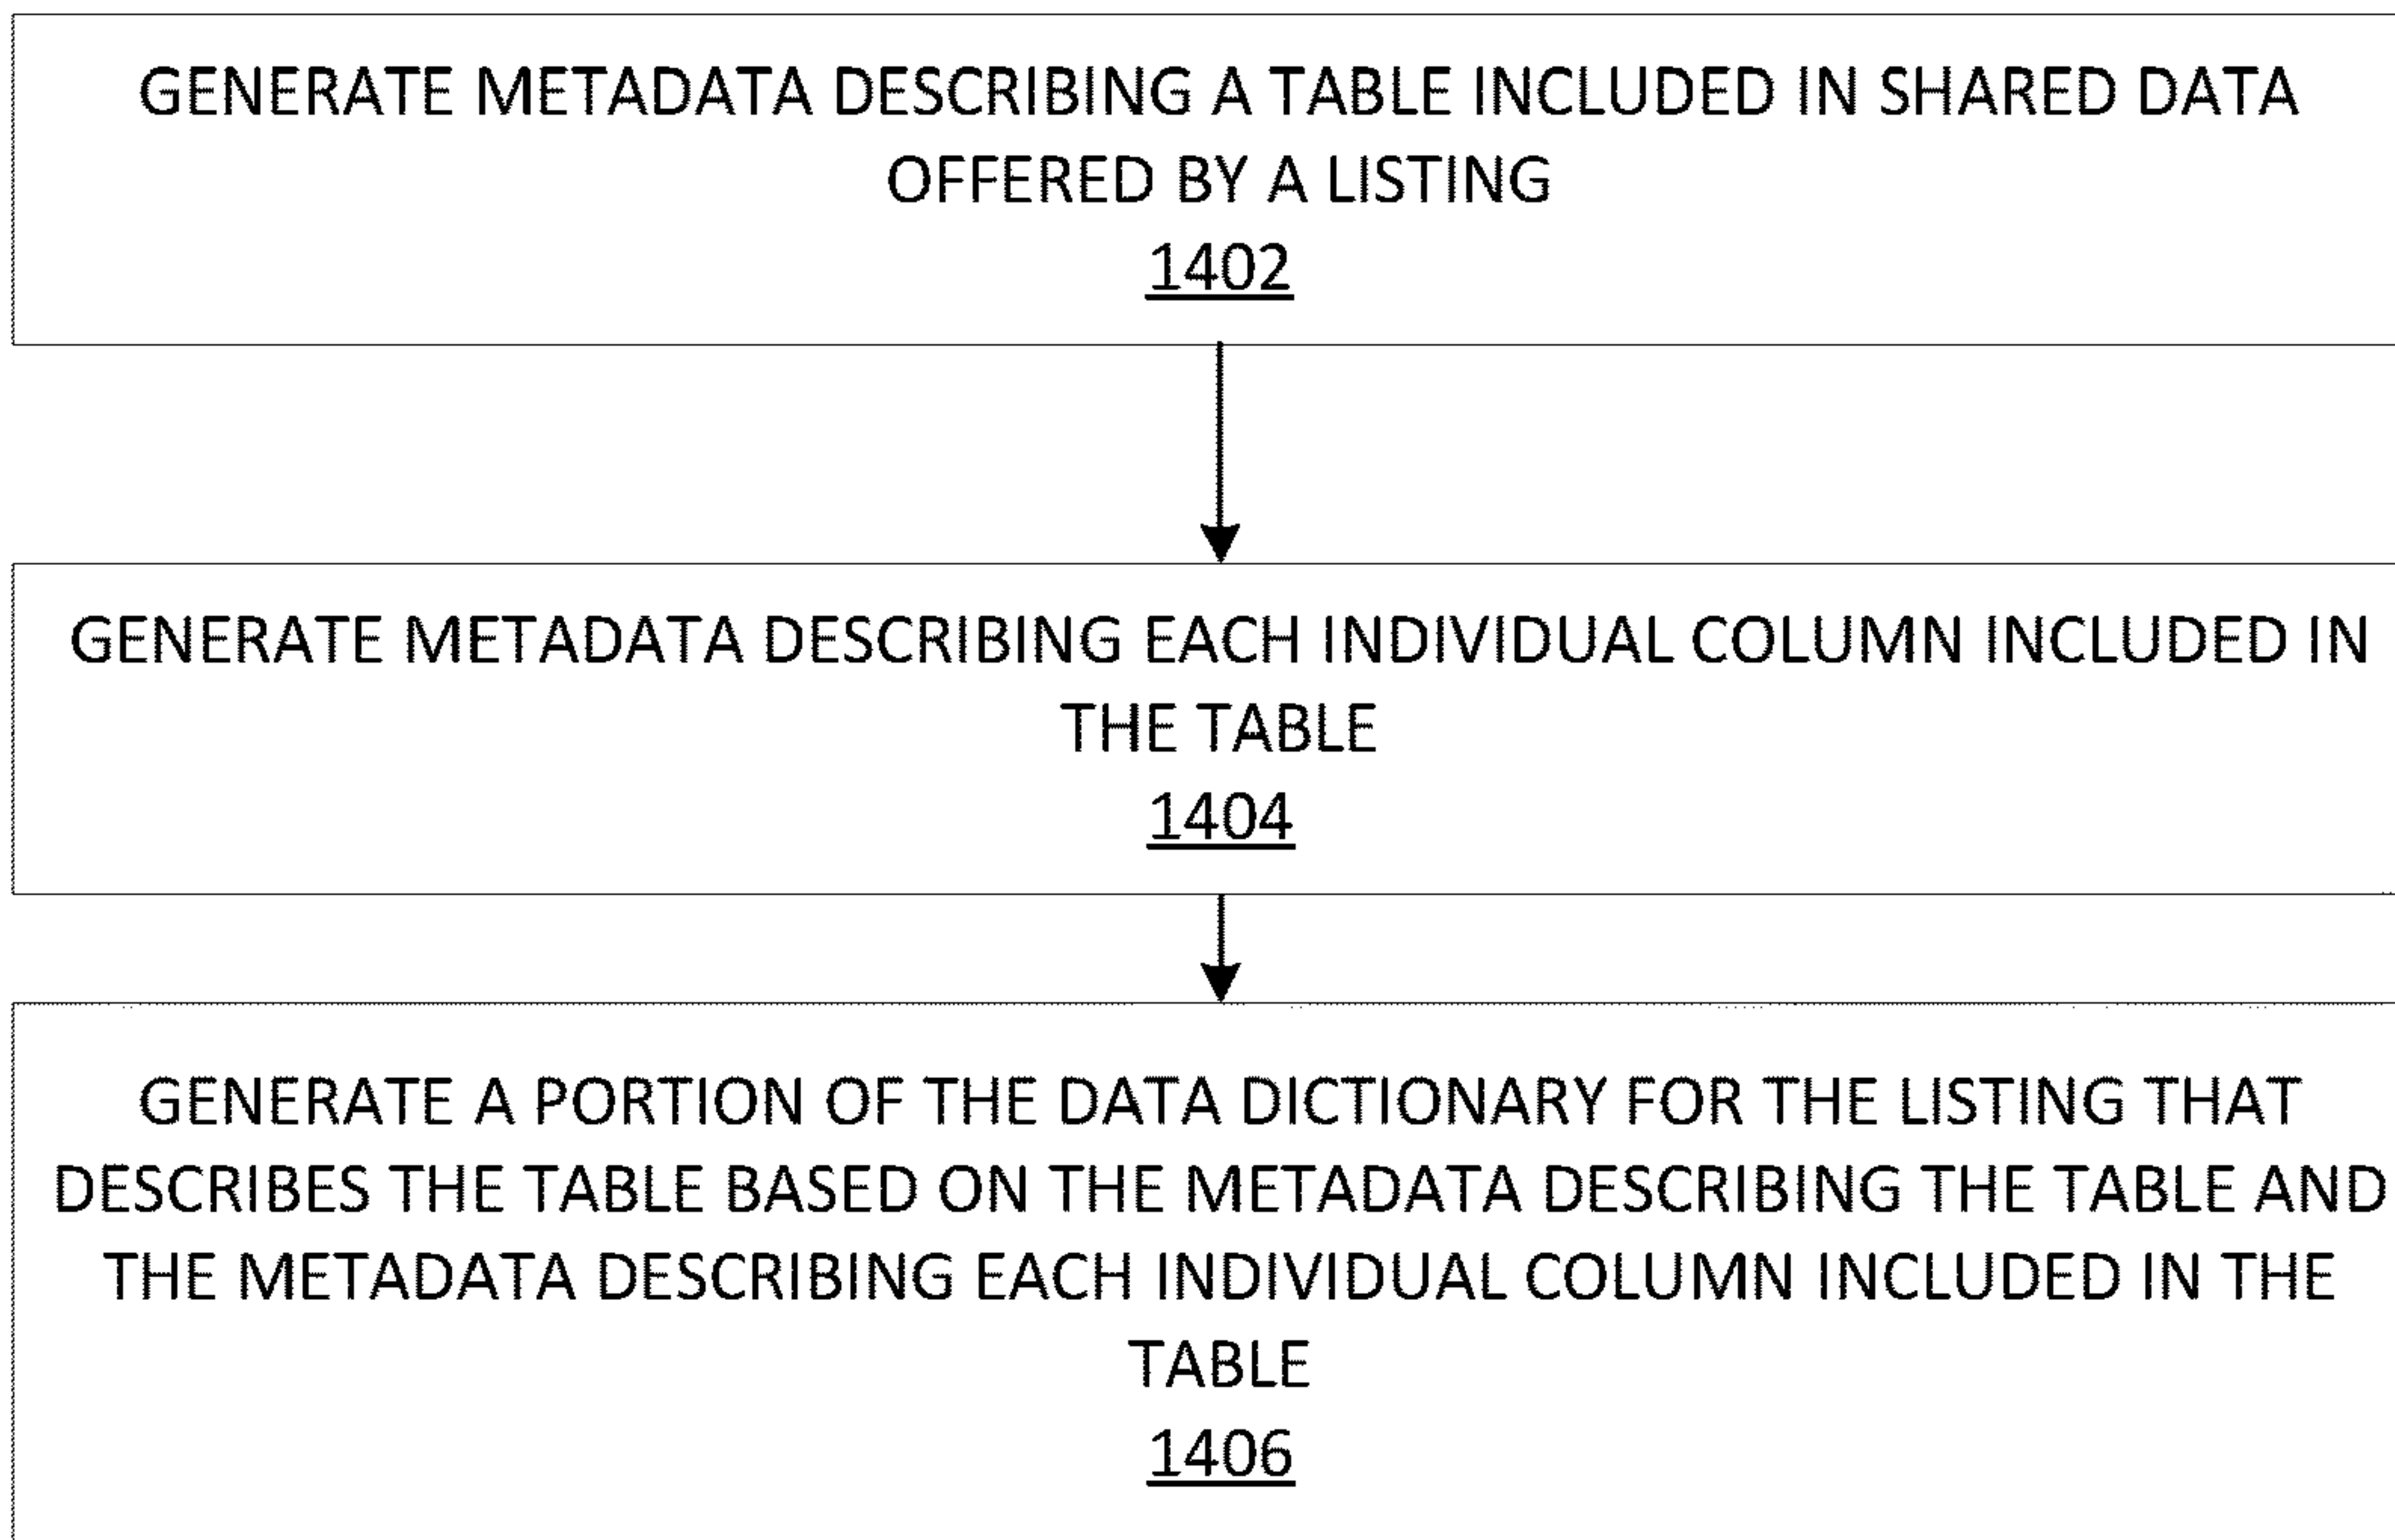 GENERATE METADATA DESCRIBING A TABLE INCLUDED IN SHARED DATA
OFFERED BY A LISTING
1402
GENERATE METADATA DESCRIBING EACH INDIVIDUAL COLUMN INCLUDED IN
THE TABLE
1404
GENERATE A PORTION OF THE DATA DICTIONARY FOR THE LISTING THAT
DESCRIBES THE TABLE BASED ON THE METADATA DESCRIBING THE TABLE AND
THE METADATA DESCRIBING EACH INDIVIDUAL COLUMN INCLUDED IN THE
TABLE
1406